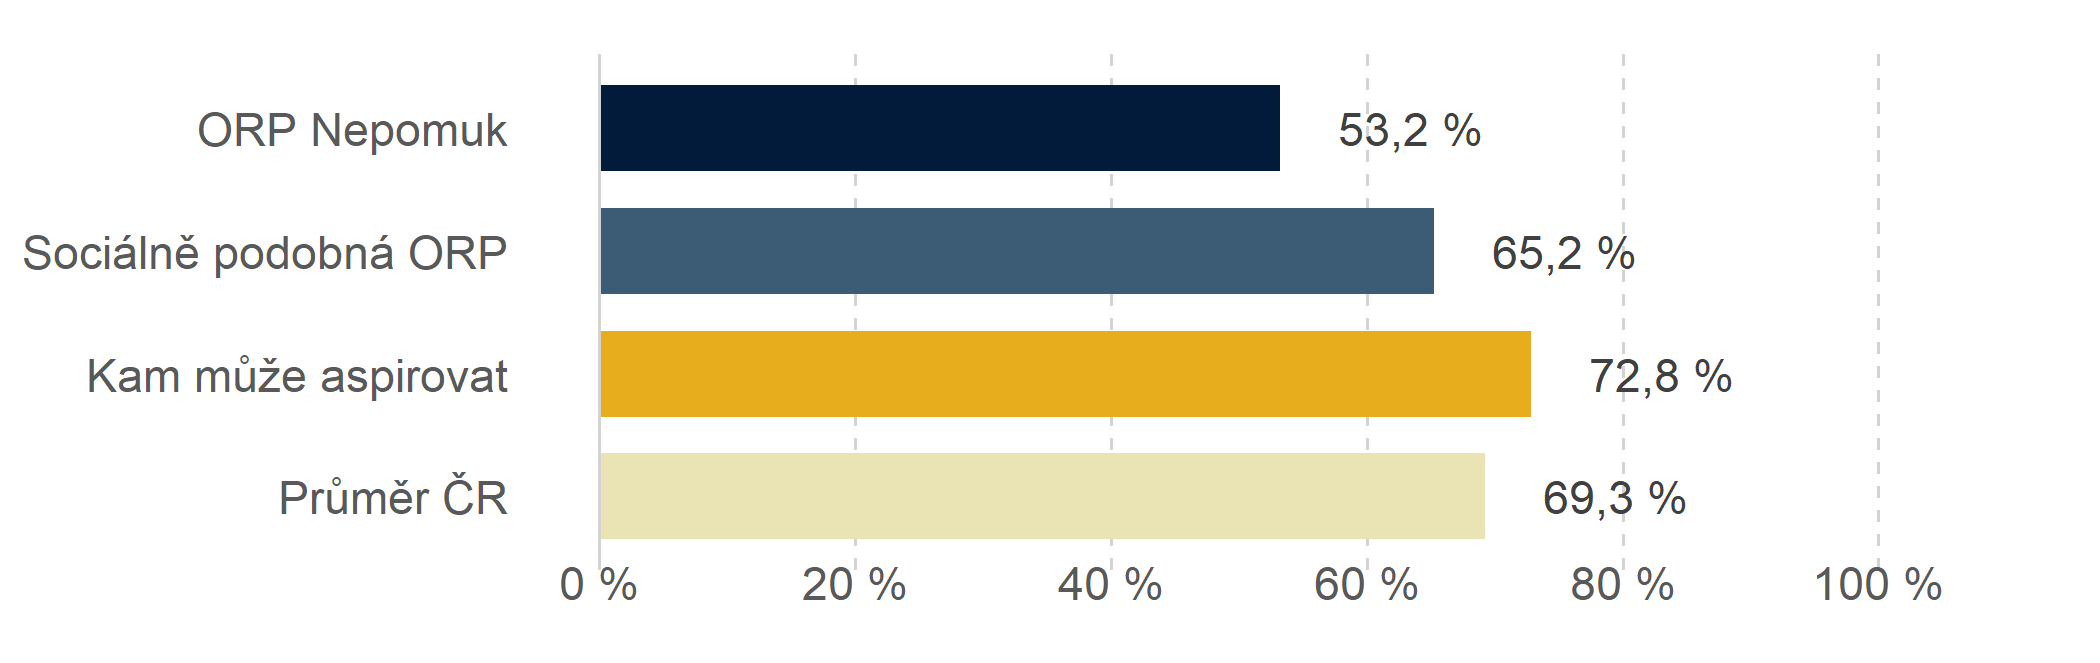 ORP Nepomuk 53,2 %
Sociálně podobná ORP 65,2 %
Kam může aspirovat 72,8 %
Průměr ČR 69,3 %
0 % 20 % 40 % 60 % 80 % 100 %